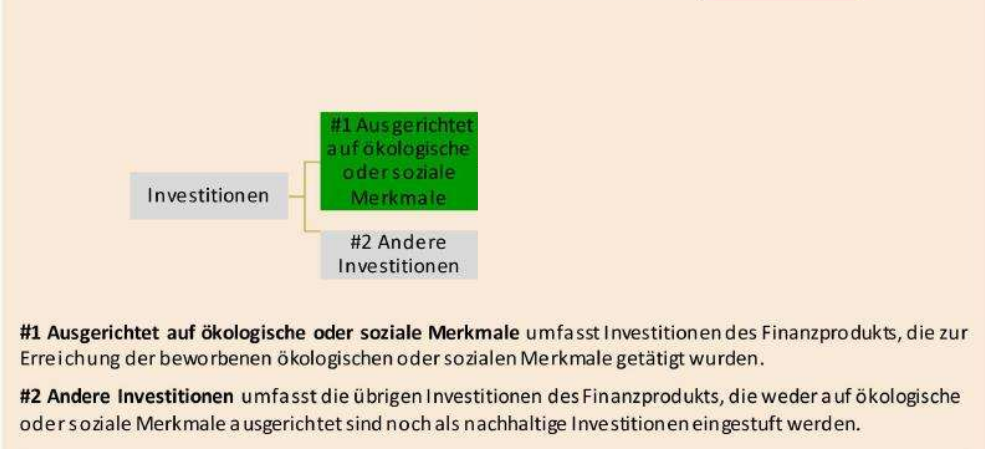 #1 Ausgerichtet
auf ökologische
oder soziale
Merkmale
Investitionen
#2 Andere
Investitionen
#1 Ausgerichtet auf ökologische oder soziale Merkmale umfasst Investitionen des Finanzprodukts, die zur
Erreichung der beworbenen ökologischen oder sozialen Merkmale getätigt wurden.
#2 Andere Investitionen umfasst die übrigen Investitionen des Finanzprodukts, die weder auf ökologische
oder soziale Merkmale ausgerichtet sind noch als nachhaltige Investitionen eingestuft werden.